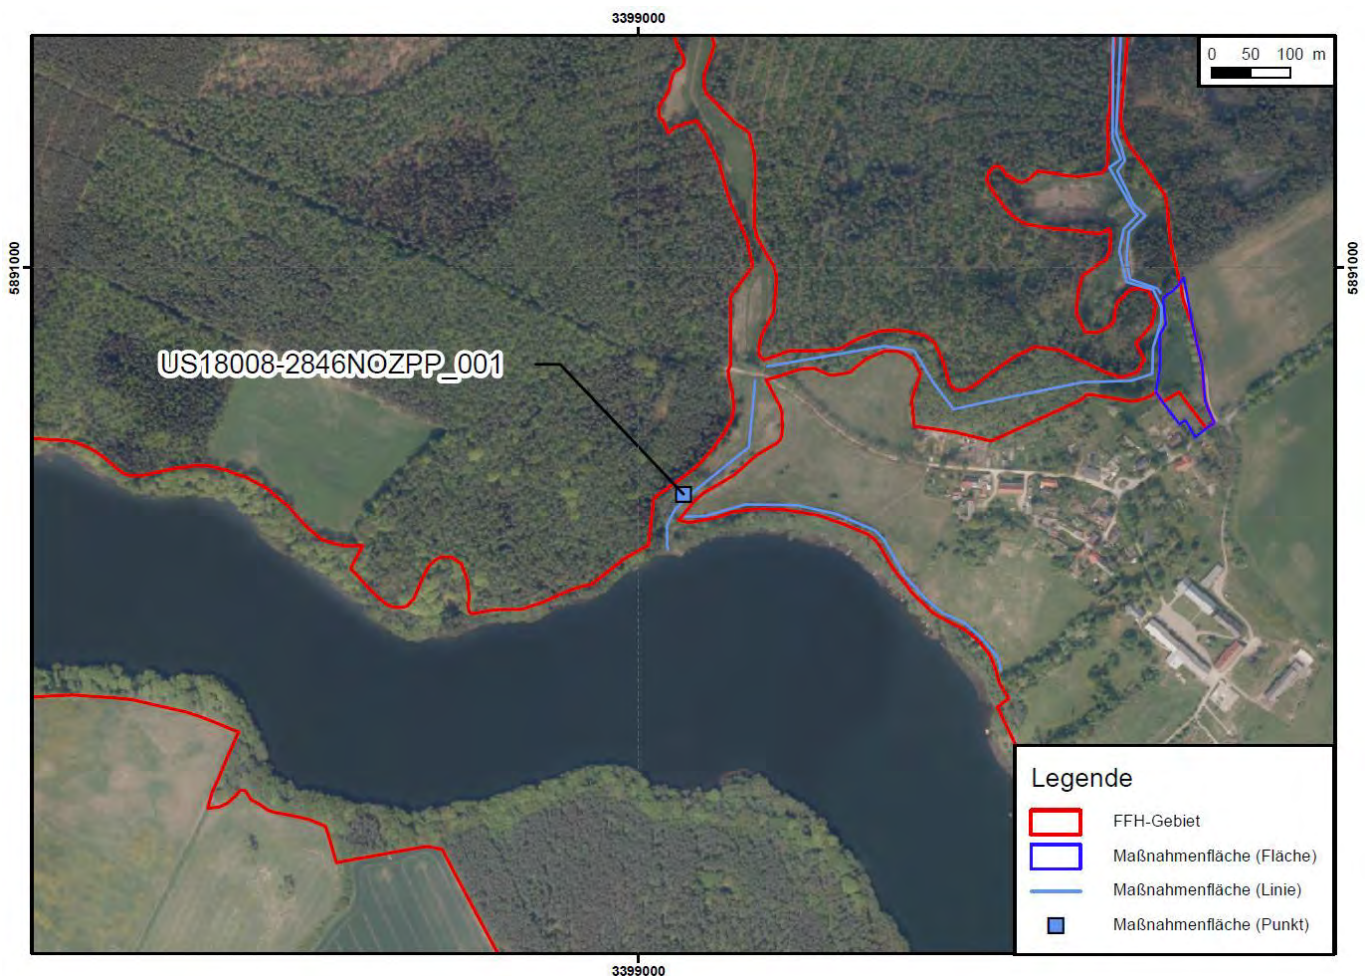 3399000
0 50 100 m
5891000
5891000
US18008-2846NOZPP_001
Legende
FFH-Gebiet
Maßnahmenfläche (Fläche)
Maßnahmenfläche (Linie)
Maßnahmenfläche (Punkt)
3399000